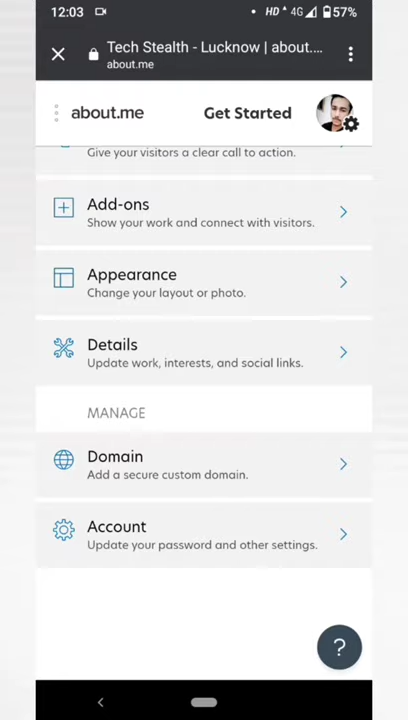 12:03 HD 4G 57%
Tech Stealth - Lucknow | about....
about.me
about.me Get Started
Give your visitors a clear call to action.
Add-ons
Show your work and connect with visitors.
Appearance
Change your layout or photo.
Details
Update work, interests, and social links.
MANAGE
Domain
Add a secure custom domain.
Account
Update your password and other settings.
?